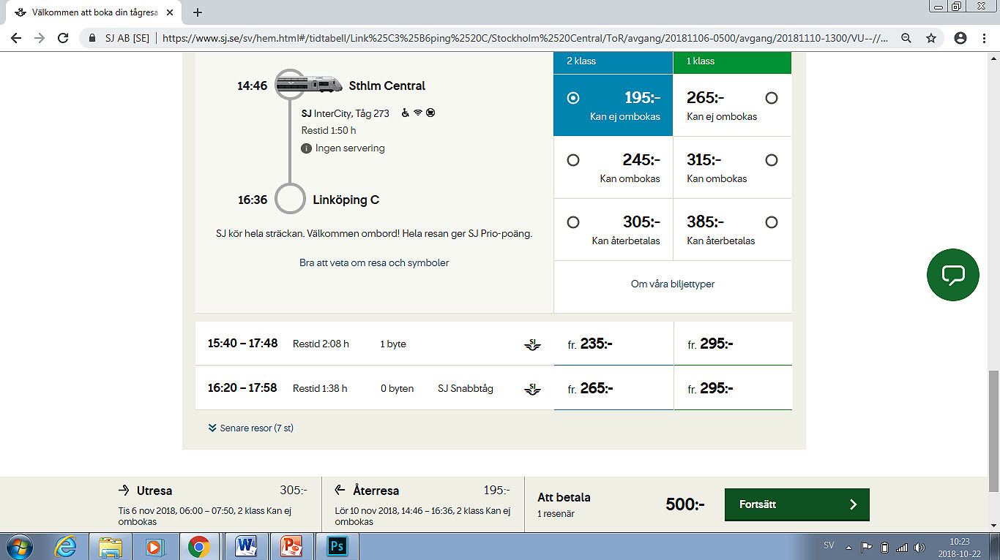 Välkommen att boka din tågresa
SJ AB [SE] | https://www.sj.se/sv/hem.html#/tidtabell/Link%25C3%25B6ping%2520C/Stockholm%2520Central/ToR/avgang/20181106-0500/avgang/20181110-1300/VU--//...
2 klass 1 klass
14:46 Sthlm Central
SJ InterCity, Tåg 273
Restid 1:50 h
Ingen servering
16:36 Linköping C
SJ kör hela sträckan. Välkommen ombord! Hela resan ger SJ Prio-poäng.
Bra att veta om resa och symboler
195:- 265:-
Kan ej ombokas Kan ej ombokas
245:- 315:-
Kan ombokas Kan ombokas
305:- 385:-
Kan återbetalas Kan återbetalas
Om våra biljettyper
15:40 – 17:48 Restid 2:08 h 1 byte SJ fr. 235:- fr. 295:-
16:20 – 17:58 Restid 1:38 h 0 byten SJ Snabbtåg SJ fr. 265:- fr. 295:-
Senare resor (7 st)
Utresa 305:-
Tis 6 nov 2018, 06:00 – 07:50, 2 klass Kan ej
ombokas
Återresa 195:-
Lör 10 nov 2018, 14:46 – 16:36, 2 klass Kan ej
ombokas
Att betala 500:-
1 resenär
Fortsätt
Ps
SV
10:23
2018-10-22